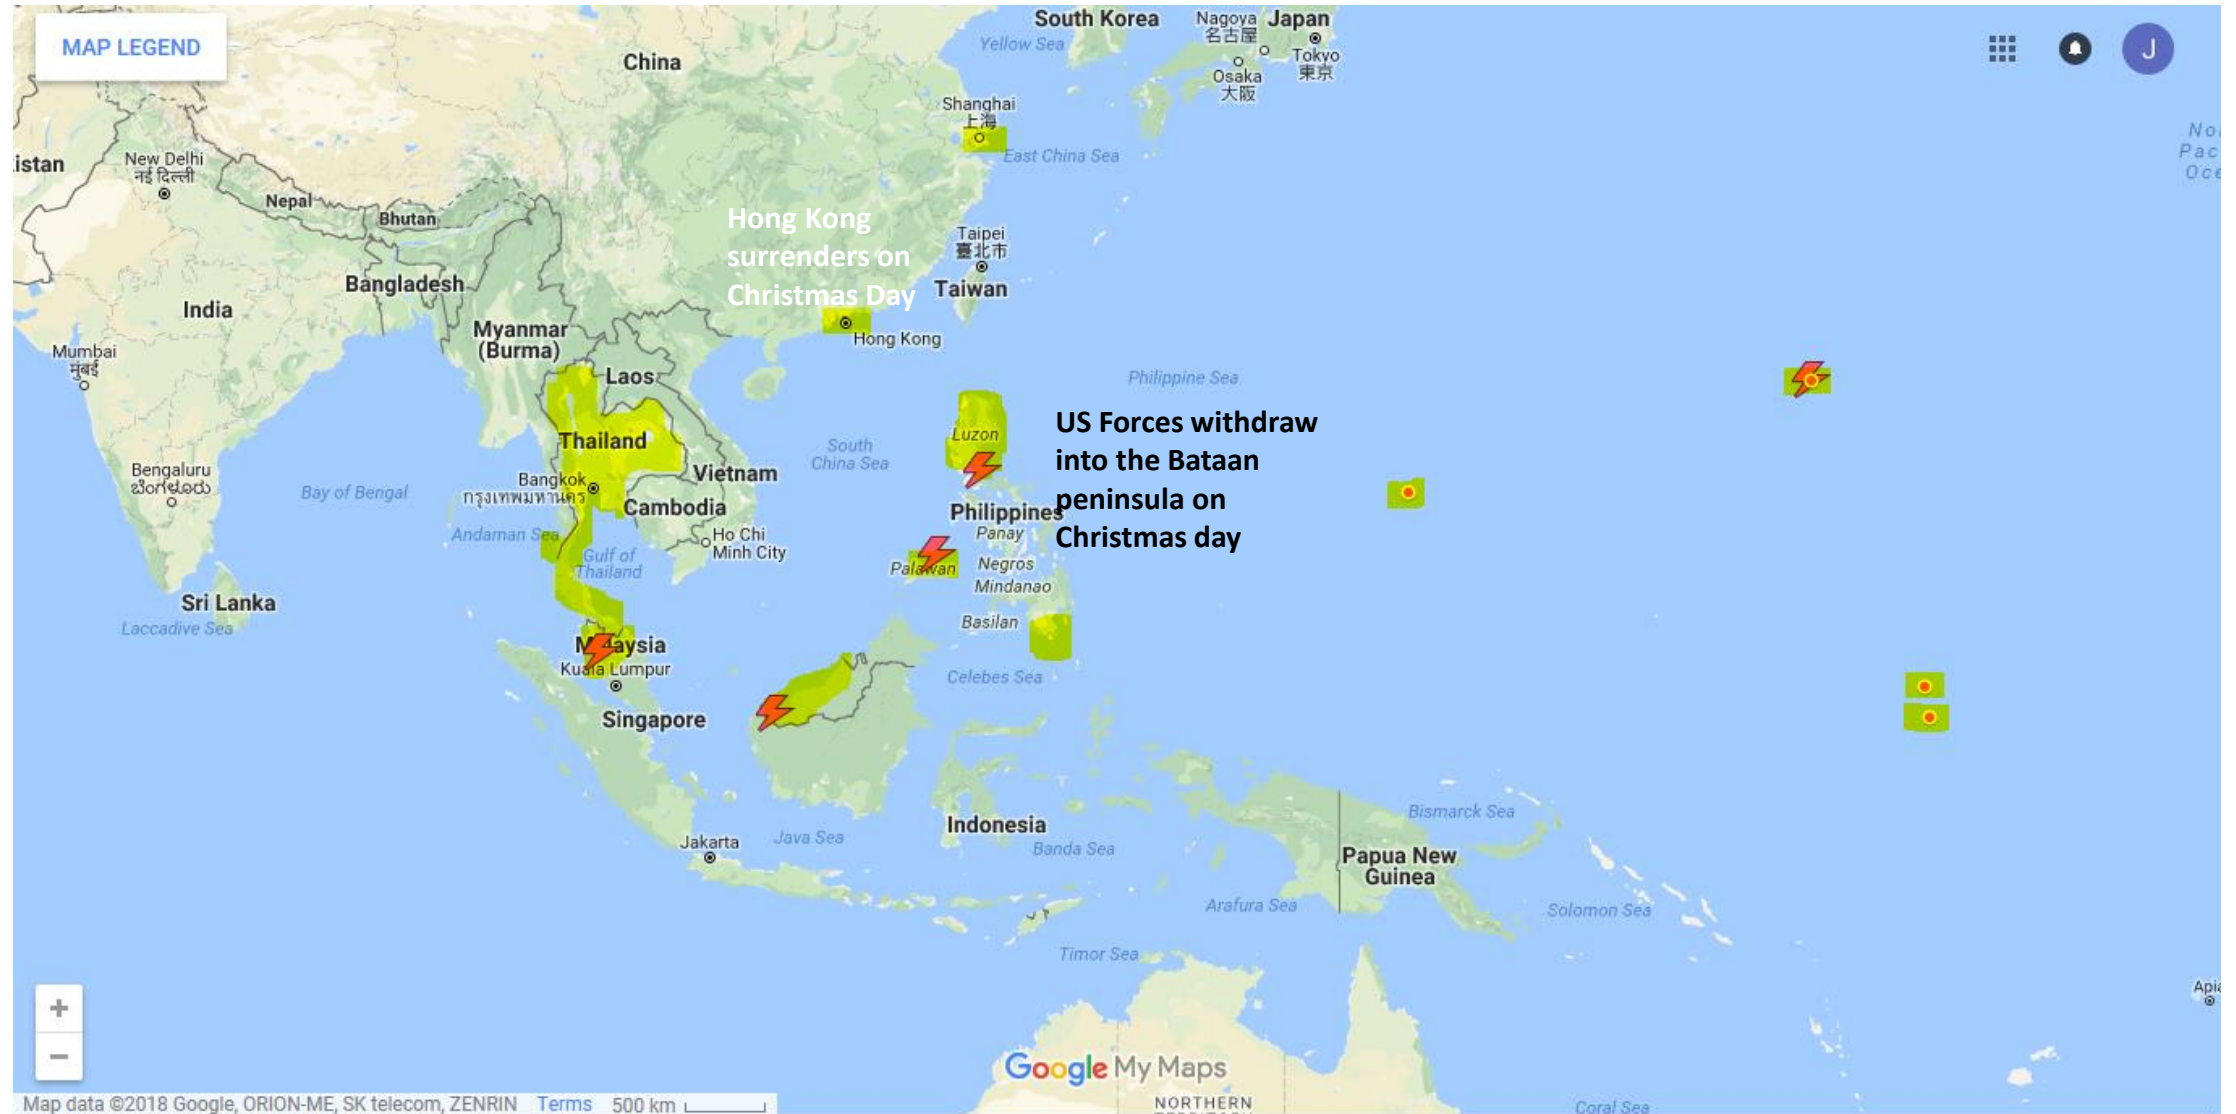 MAP LEGEND
South Korea
Nagoya
名古屋
Japan
Yellow Sea
Tokyo
東京
Osaka
大阪
China
J
Shanghai
上海
East China Sea
istan
New Delhi
नई दिल्ली
Nepal
Bhutan
Hong Kong
surrenders on
Christmas Day
Taipei
臺北市
Taiwan
Bangladesh
India
Myanmar
(Burma)
Hong Kong
Mumbai
मुंबई
Laos
Philippine Sea
US Forces withdraw
into the Bataan
peninsula on
Christmas day
Luzon
Thailand
South
China Sea
Vietnam
Bengaluru
ಬೆಂಗಳೂರು
Bay of Bengal
Bangkok
กรุงเทพมหานคร
Cambodia
Philippines
Panay
Andaman Sea
Ho Chi
Minh City
Gulf of
Thailand
Palawan
Negros
Mindanao
Sri Lanka
Laccadive Sea
Basilan
Malaysia
Kuala Lumpur
Celebes Sea
Singapore
Indonesia
Bismarck Sea
Jakarta
Java Sea
Banda Sea
Papua New
Guinea
Arafura Sea
Solomon Sea
Timor Sea
Google My Maps
Map data ©2018 Google, ORION-ME, SK telecom, ZENRIN Terms 500 km
NORTHERN
Coral Sea